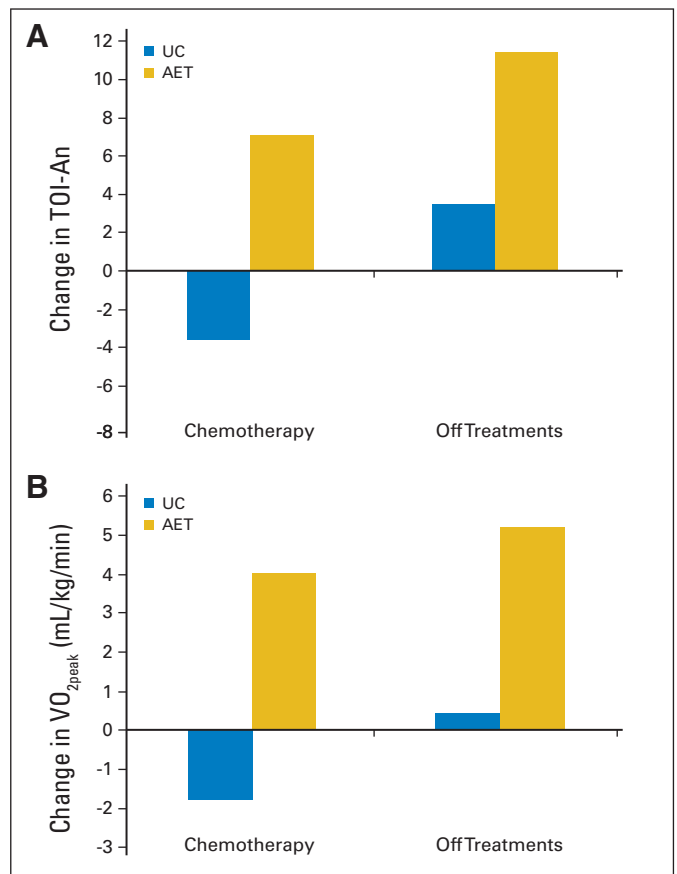 A
12
10
8
6
4
2
0
-2
-4
-6
-8
Change in TOI-An
UC
AET
Chemotherapy
Off Treatments
B
6
5
4
3
2
1
0
-1
-2
-3
Change in VO2peak (mL/kg/min)
UC
AET
Chemotherapy
Off Treatments